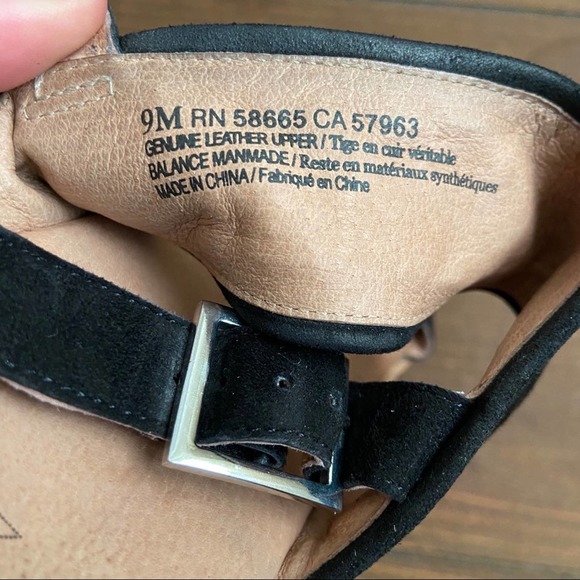 9M RN 58665 CA 57963
GENUINE LEATHER UPPER / Tige en cuir véritable
BALANCE MANMADE / Reste en matériaux synthétiques
MADE IN CHINA / Fabriqué en Chine